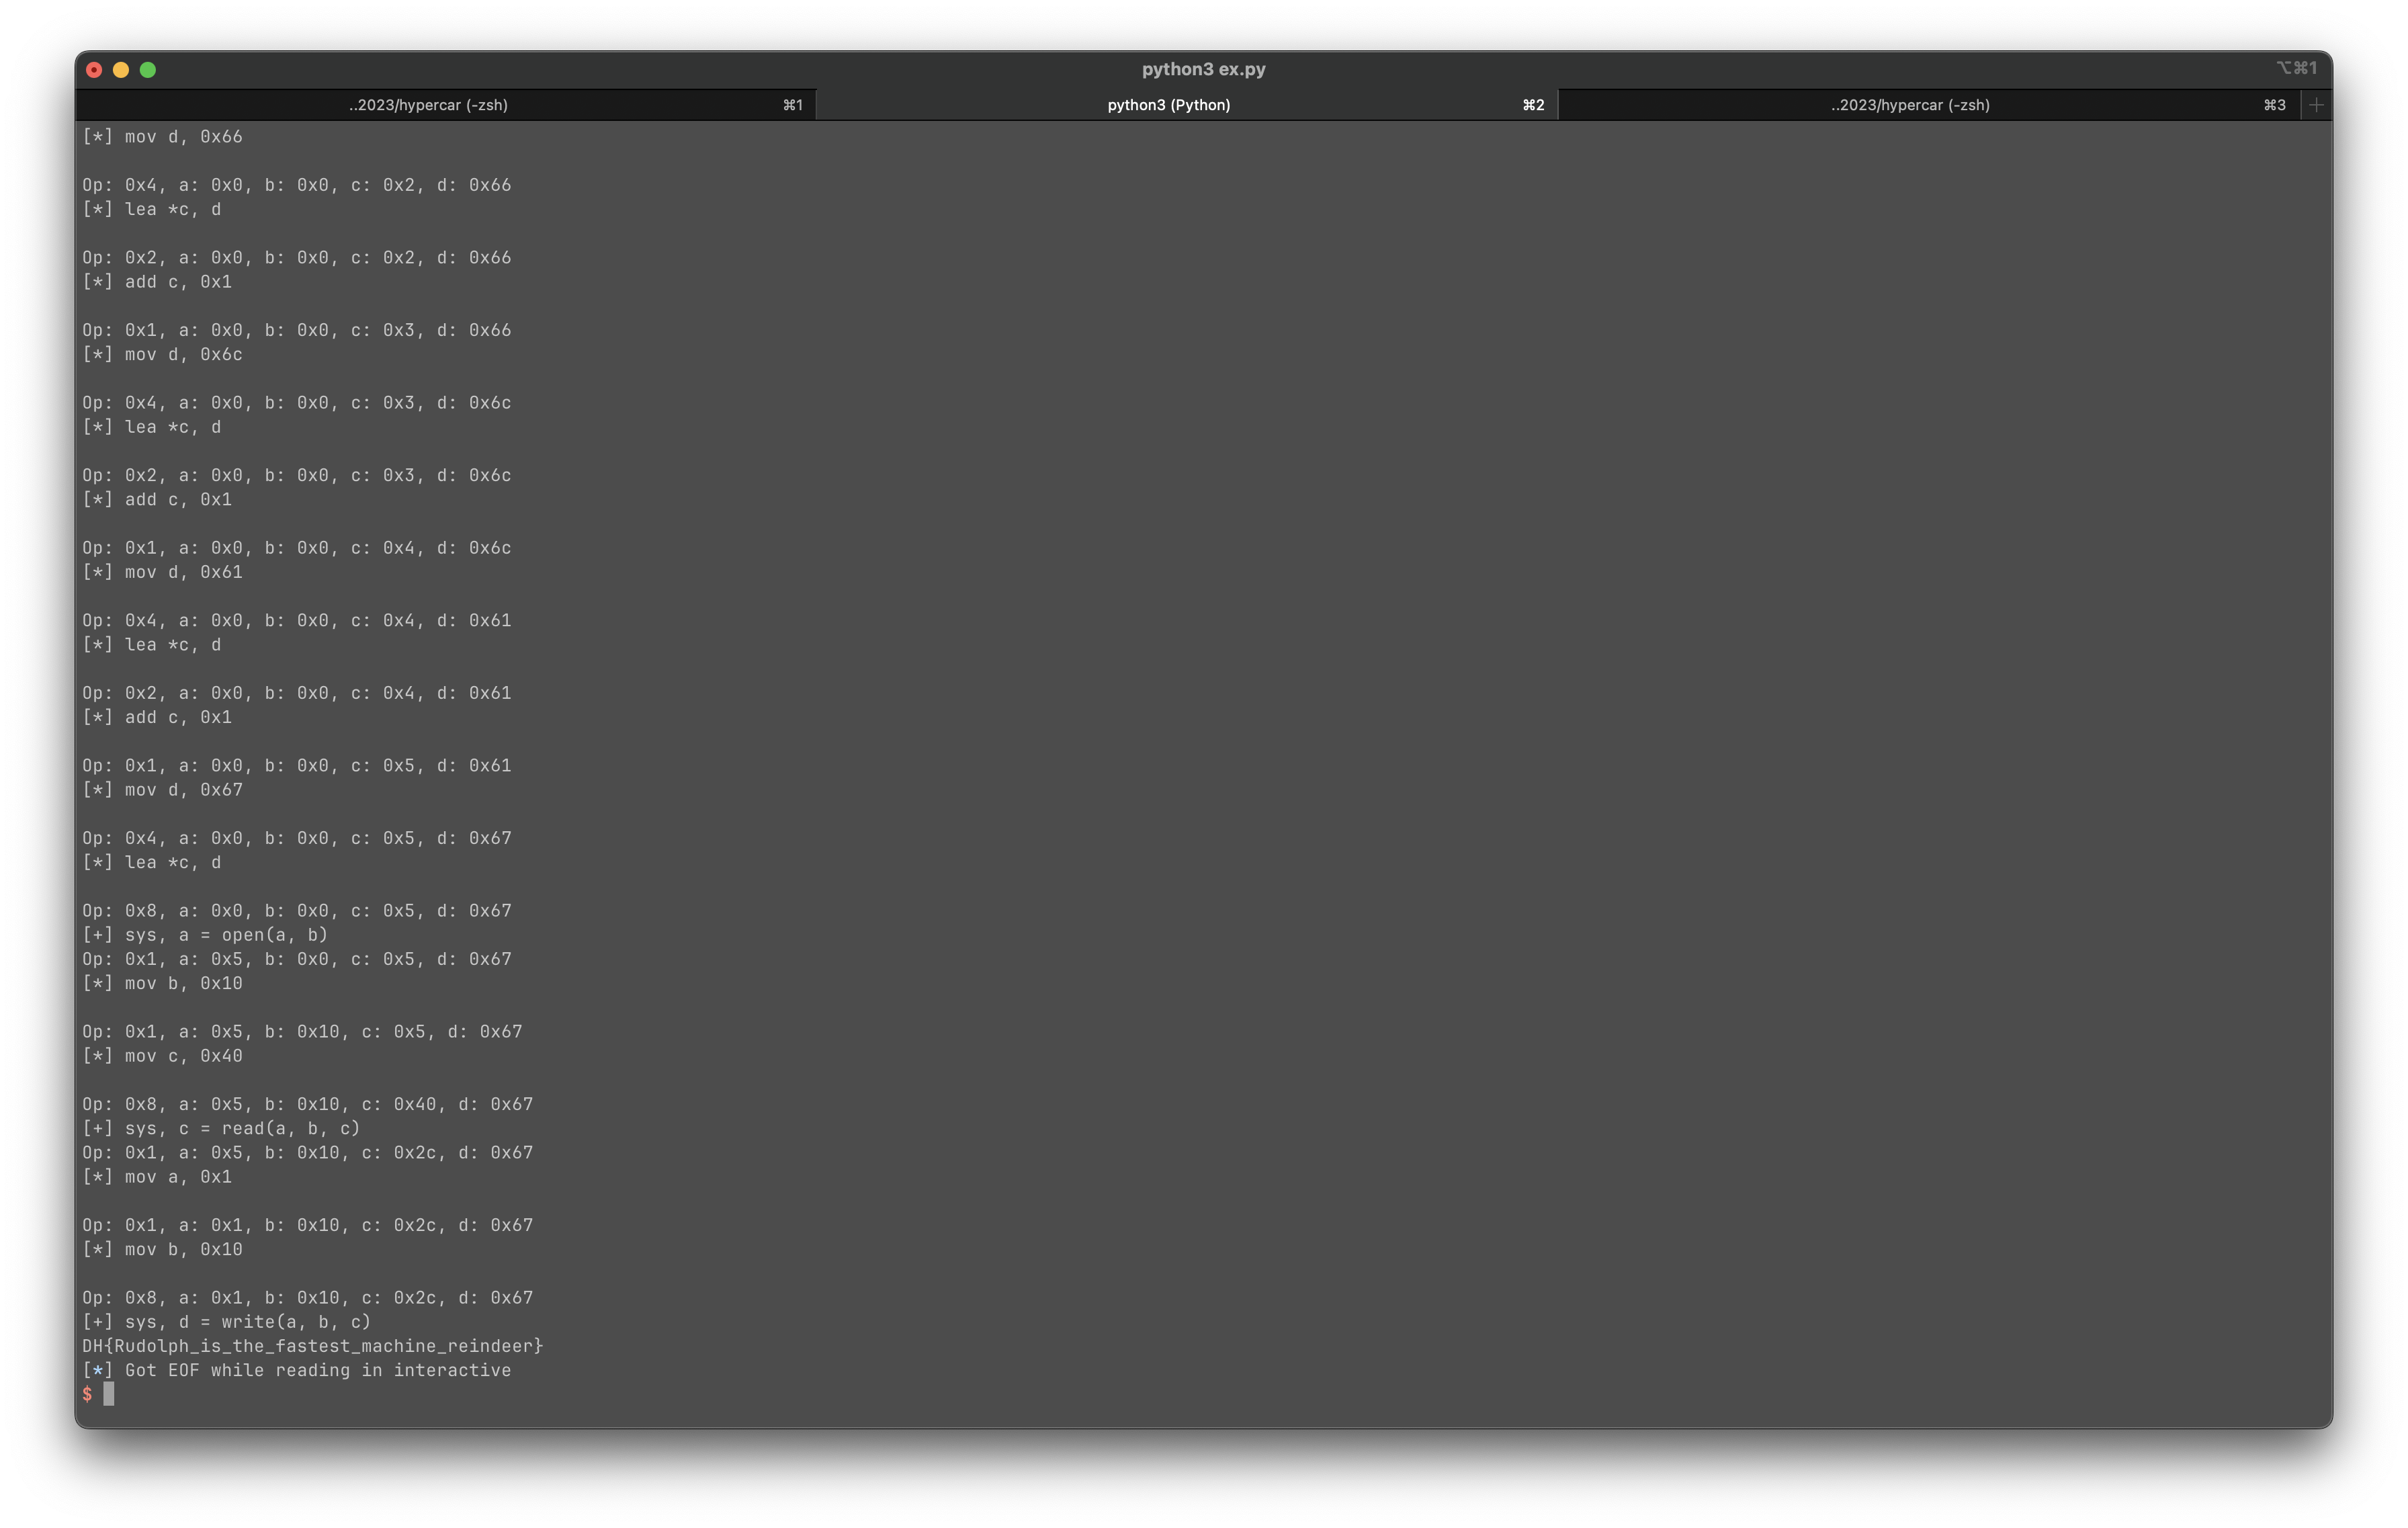 python3 ex.py
⌥⌘1
..2023/hypercar (-zsh) ⌘1
python3 (Python) ⌘2
..2023/hypercar (-zsh) ⌘3
[*] mov d, 0x66
Op: 0x4, a: 0x0, b: 0x0, c: 0x2, d: 0x66
[*] lea *c, d
Op: 0x2, a: 0x0, b: 0x0, c: 0x2, d: 0x66
[*] add c, 0x1
Op: 0x1, a: 0x0, b: 0x0, c: 0x3, d: 0x66
[*] mov d, 0x6c
Op: 0x4, a: 0x0, b: 0x0, c: 0x3, d: 0x6c
[*] lea *c, d
Op: 0x2, a: 0x0, b: 0x0, c: 0x3, d: 0x6c
[*] add c, 0x1
Op: 0x1, a: 0x0, b: 0x0, c: 0x4, d: 0x6c
[*] mov d, 0x61
Op: 0x4, a: 0x0, b: 0x0, c: 0x4, d: 0x61
[*] lea *c, d
Op: 0x2, a: 0x0, b: 0x0, c: 0x4, d: 0x61
[*] add c, 0x1
Op: 0x1, a: 0x0, b: 0x0, c: 0x5, d: 0x61
[*] mov d, 0x67
Op: 0x4, a: 0x0, b: 0x0, c: 0x5, d: 0x67
[*] lea *c, d
Op: 0x8, a: 0x0, b: 0x0, c: 0x5, d: 0x67
[+] sys, a = open(a, b)
Op: 0x1, a: 0x5, b: 0x0, c: 0x5, d: 0x67
[*] mov b, 0x10
Op: 0x1, a: 0x5, b: 0x10, c: 0x5, d: 0x67
[*] mov c, 0x40
Op: 0x8, a: 0x5, b: 0x10, c: 0x40, d: 0x67
[+] sys, c = read(a, b, c)
Op: 0x1, a: 0x5, b: 0x10, c: 0x2c, d: 0x67
[*] mov a, 0x1
Op: 0x1, a: 0x1, b: 0x10, c: 0x2c, d: 0x67
[*] mov b, 0x10
Op: 0x8, a: 0x1, b: 0x10, c: 0x2c, d: 0x67
[+] sys, d = write(a, b, c)
DH{Rudolph_is_the_fastest_machine_reindeer}
[*] Got EOF while reading in interactive
$